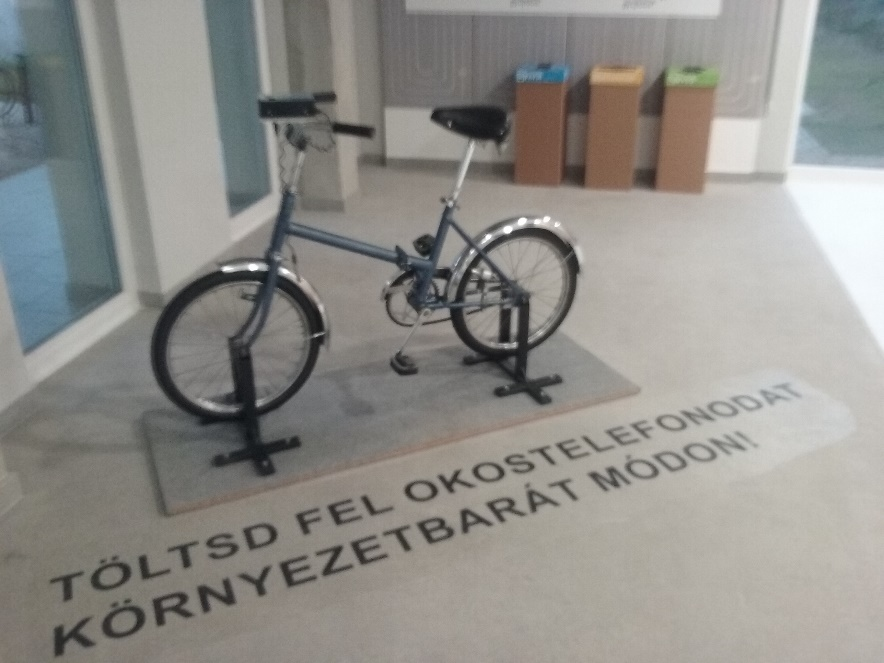 TÖLTSD FEL OKOSTELEFONODAT
KÖRNYEZETBARÁT MÓDON!